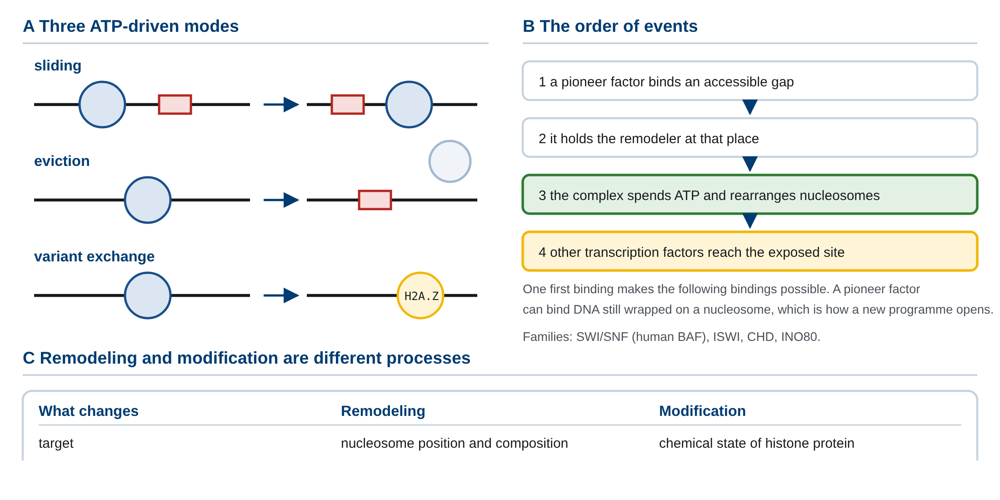 A Three ATP-driven modes
sliding
eviction
variant exchange
H2A.Z
B The order of events
1 a pioneer factor binds an accessible gap
2 it holds the remodeler at that place
3 the complex spends ATP and rearranges nucleosomes
4 other transcription factors reach the exposed site
One first binding makes the following bindings possible. A pioneer factor
can bind DNA still wrapped on a nucleosome, which is how a new programme opens.
Families: SWI/SNF (human BAF), ISWI, CHD, INO80.
C Remodeling and modification are different processes
What changes Remodeling Modification
target nucleosome position and composition chemical state of histone protein